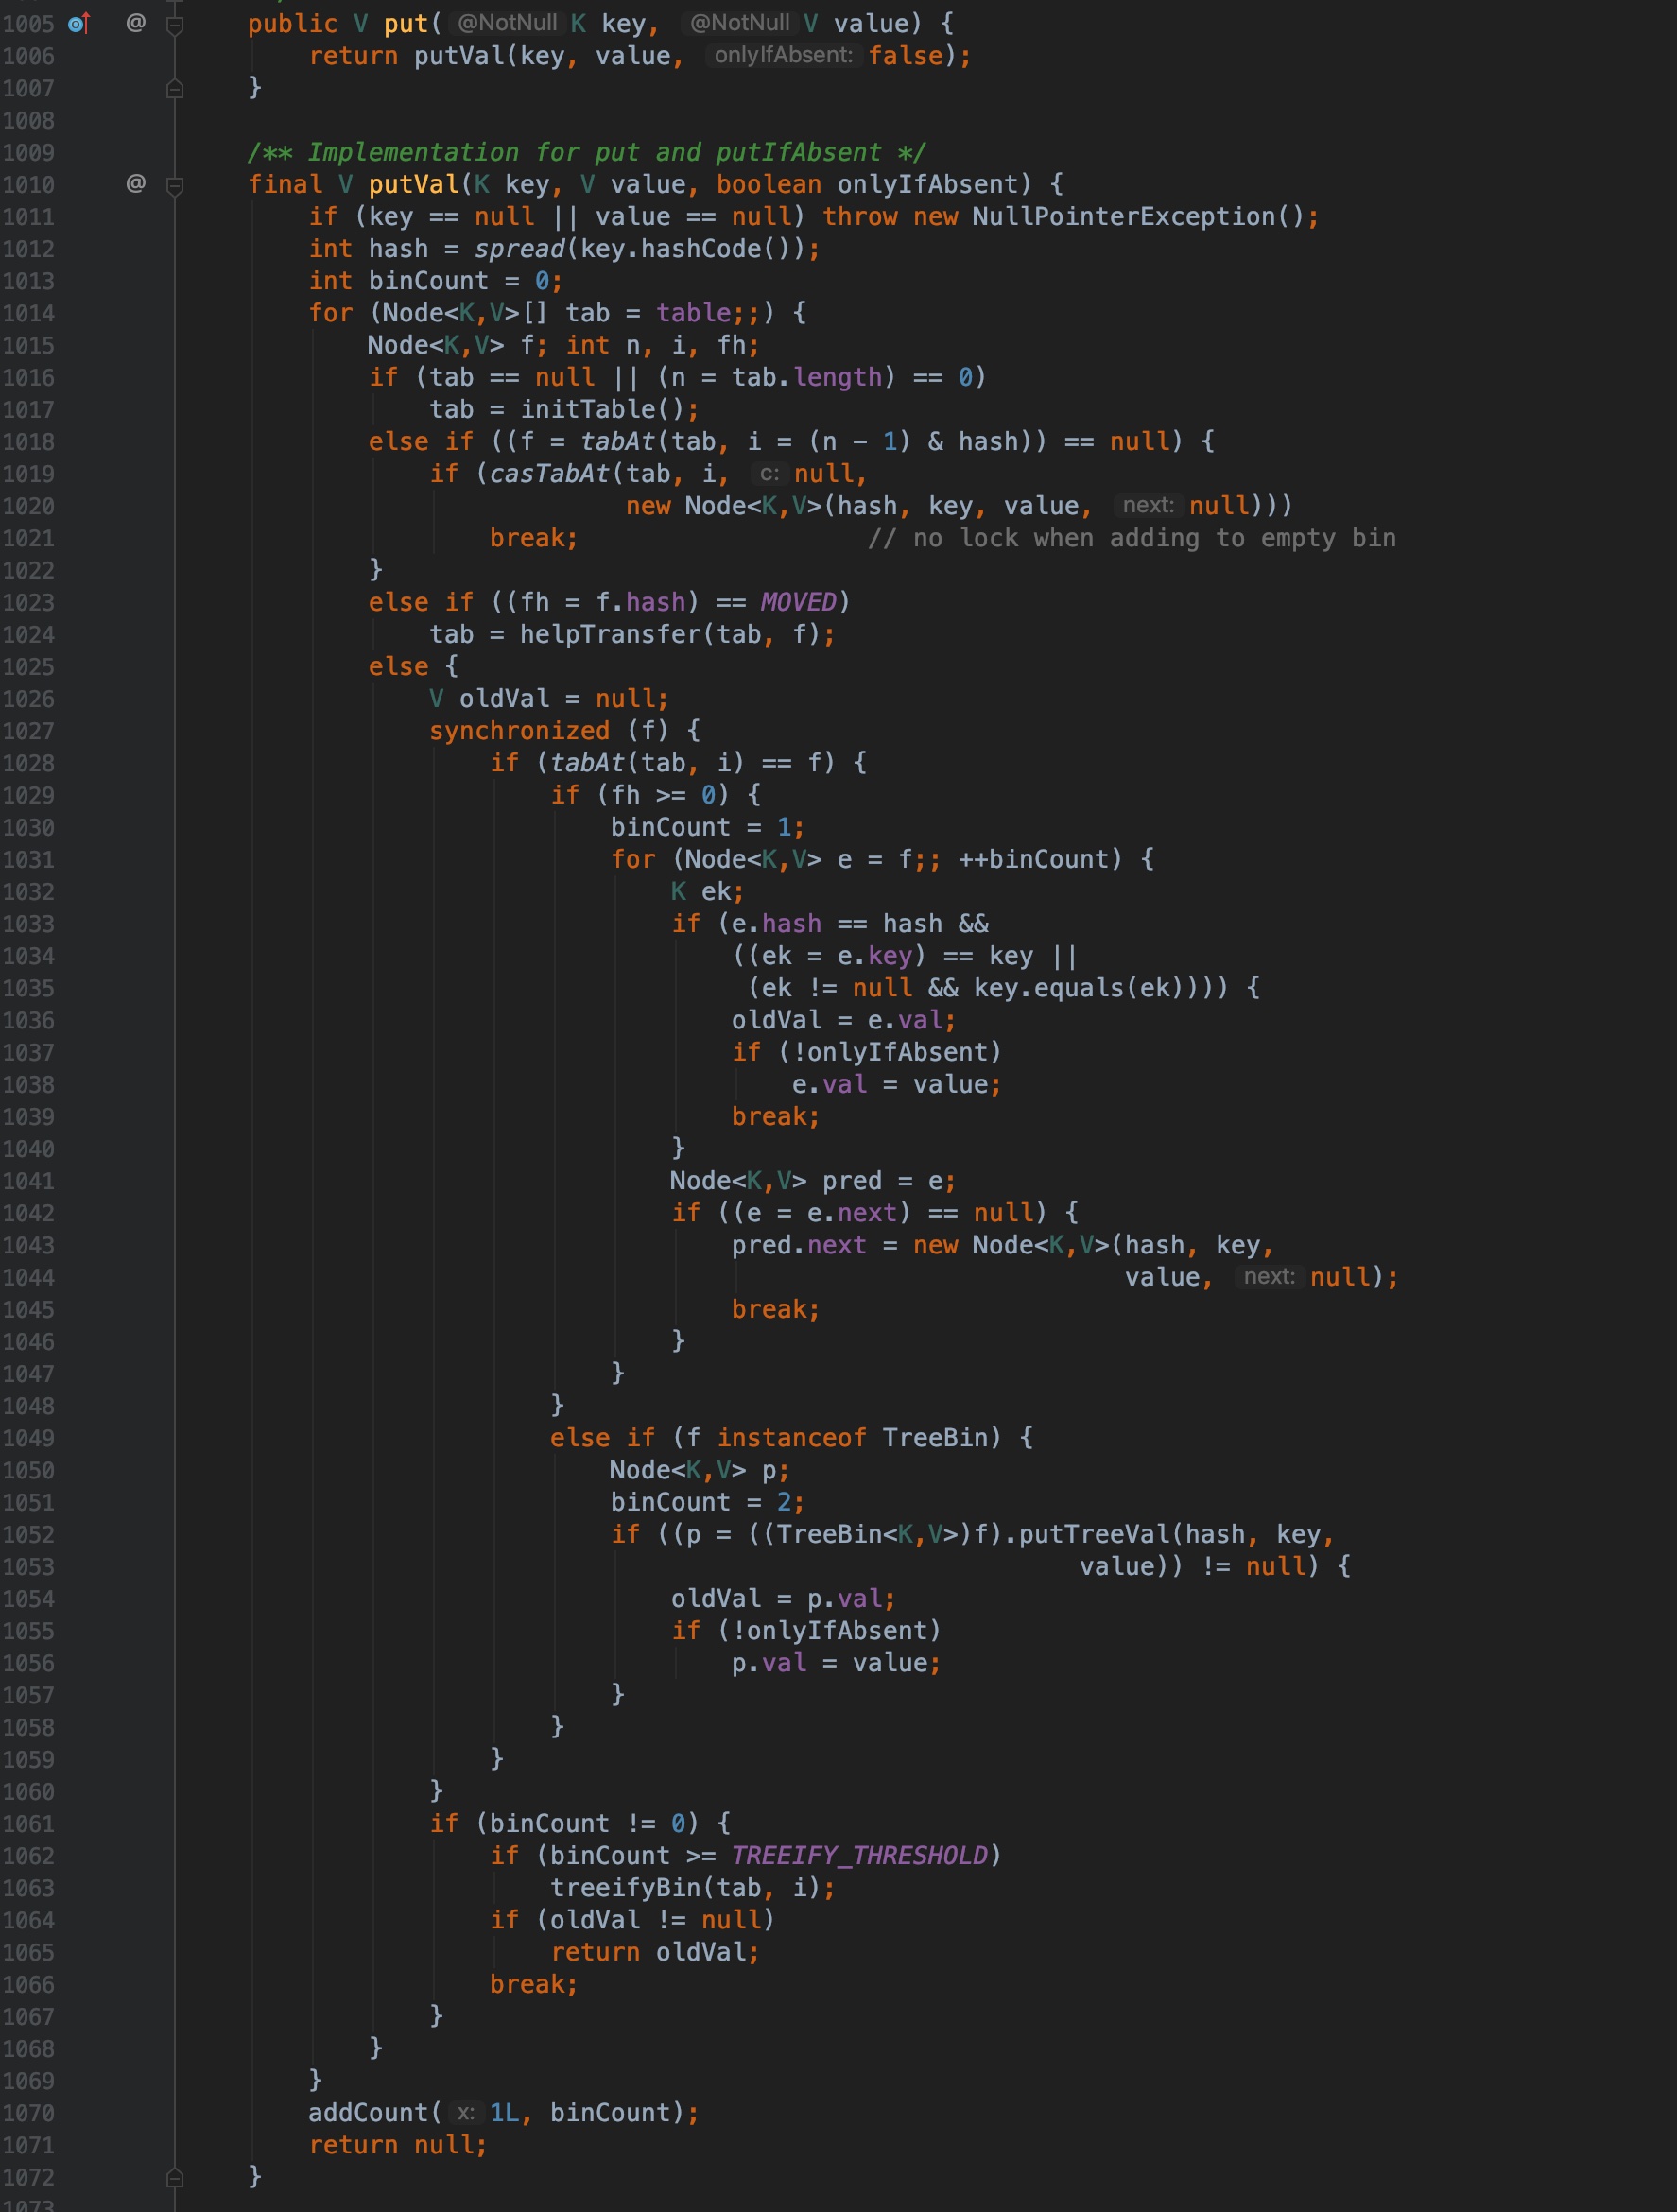 1005 @ public V put( @NotNull K key, @NotNull V value) {
1006 return putVal(key, value, onlyIfAbsent: false);
1007 }
1008
1009 /** Implementation for put and putIfAbsent */
1010 @ final V putVal(K key, V value, boolean onlyIfAbsent) {
1011 if (key == null || value == null) throw new NullPointerException();
1012 int hash = spread(key.hashCode());
1013 int binCount = 0;
1014 for (Node<K,V>[] tab = table;;) {
1015 Node<K,V> f; int n, i, fh;
1016 if (tab == null || (n = tab.length) == 0)
1017 tab = initTable();
1018 else if ((f = tabAt(tab, i = (n - 1) & hash)) == null) {
1019 if (casTabAt(tab, i, c: null,
1020 new Node<K,V>(hash, key, value, next: null)))
1021 break; // no lock when adding to empty bin
1022 }
1023 else if ((fh = f.hash) == MOVED)
1024 tab = helpTransfer(tab, f);
1025 else {
1026 V oldVal = null;
1027 synchronized (f) {
1028 if (tabAt(tab, i) == f) {
1029 if (fh >= 0) {
1030 binCount = 1;
1031 for (Node<K,V> e = f;; ++binCount) {
1032 K ek;
1033 if (e.hash == hash &&
1034 ((ek = e.key) == key ||
1035 (ek != null && key.equals(ek)))) {
1036 oldVal = e.val;
1037 if (!onlyIfAbsent)
1038 e.val = value;
1039 break;
1040 }
1041 Node<K,V> pred = e;
1042 if ((e = e.next) == null) {
1043 pred.next = new Node<K,V>(hash, key,
1044 value, next: null);
1045 break;
1046 }
1047 }
1048 }
1049 else if (f instanceof TreeBin) {
1050 Node<K,V> p;
1051 binCount = 2;
1052 if ((p = ((TreeBin<K,V>)f).putTreeVal(hash, key,
1053 value)) != null) {
1054 oldVal = p.val;
1055 if (!onlyIfAbsent)
1056 p.val = value;
1057 }
1058 }
1059 }
1060 }
1061 if (binCount != 0) {
1062 if (binCount >= TREEIFY_THRESHOLD)
1063 treeifyBin(tab, i);
1064 if (oldVal != null)
1065 return oldVal;
1066 break;
1067 }
1068 }
1069 }
1070 addCount( x: 1L, binCount);
1071 return null;
1072 }
1073